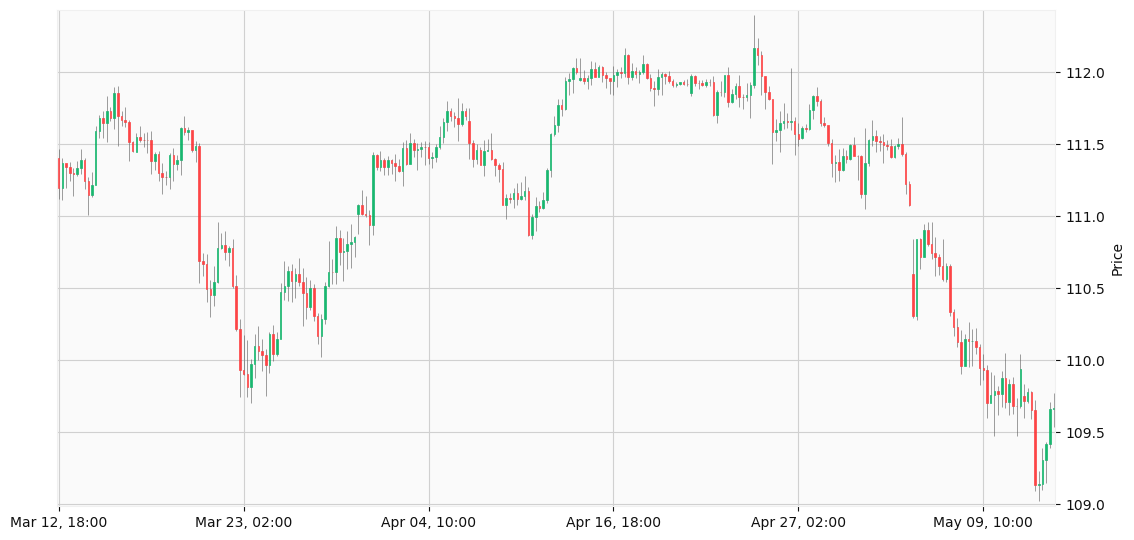 112.0
111.5
111.0
110.5
110.0
109.5
109.0
Price
Mar 12, 18:00
Mar 23, 02:00
Apr 04, 10:00
Apr 16, 18:00
Apr 27, 02:00
May 09, 10:00